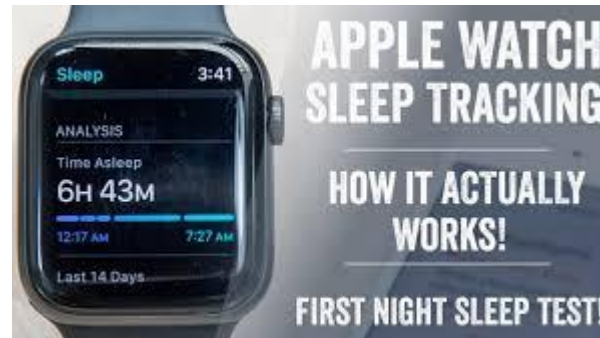 Sleep 3:41
ANALYSIS
Time Asleep
6H 43M
12:17 AM 7:27 AM
Last 14 Days
APPLE WATCH
SLEEP TRACKING
HOW IT ACTUALLY
WORKS!
FIRST NIGHT SLEEP TEST!